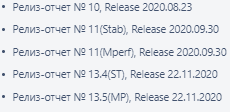 • Релиз-отчет № 10, Release 2020.08.23
• Релиз-отчет № 11(Stab), Release 2020.09.30
• Релиз-отчет № 11(Mperf), Release 2020.09.30
• Релиз-отчет № 13.4(ST), Release 22.11.2020
• Релиз-отчет № 13.5(MP), Release 22.11.2020